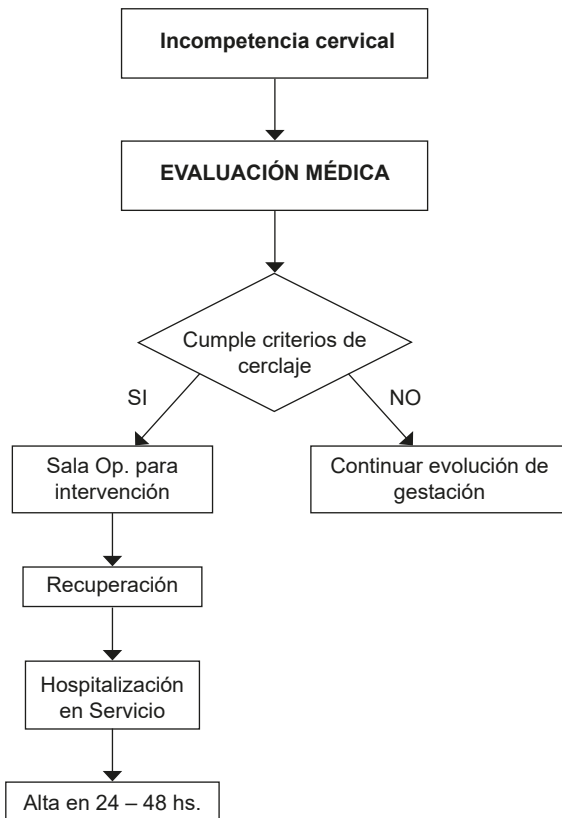 Incompetencia cervical
EVALUACIÓN MÉDICA
Cumple criterios de
cerclaje
SI
NO
Sala Op. para
intervención
Continuar evolución de
gestación
Recuperación
Hospitalización
en Servicio
Alta en 24 – 48 hs.